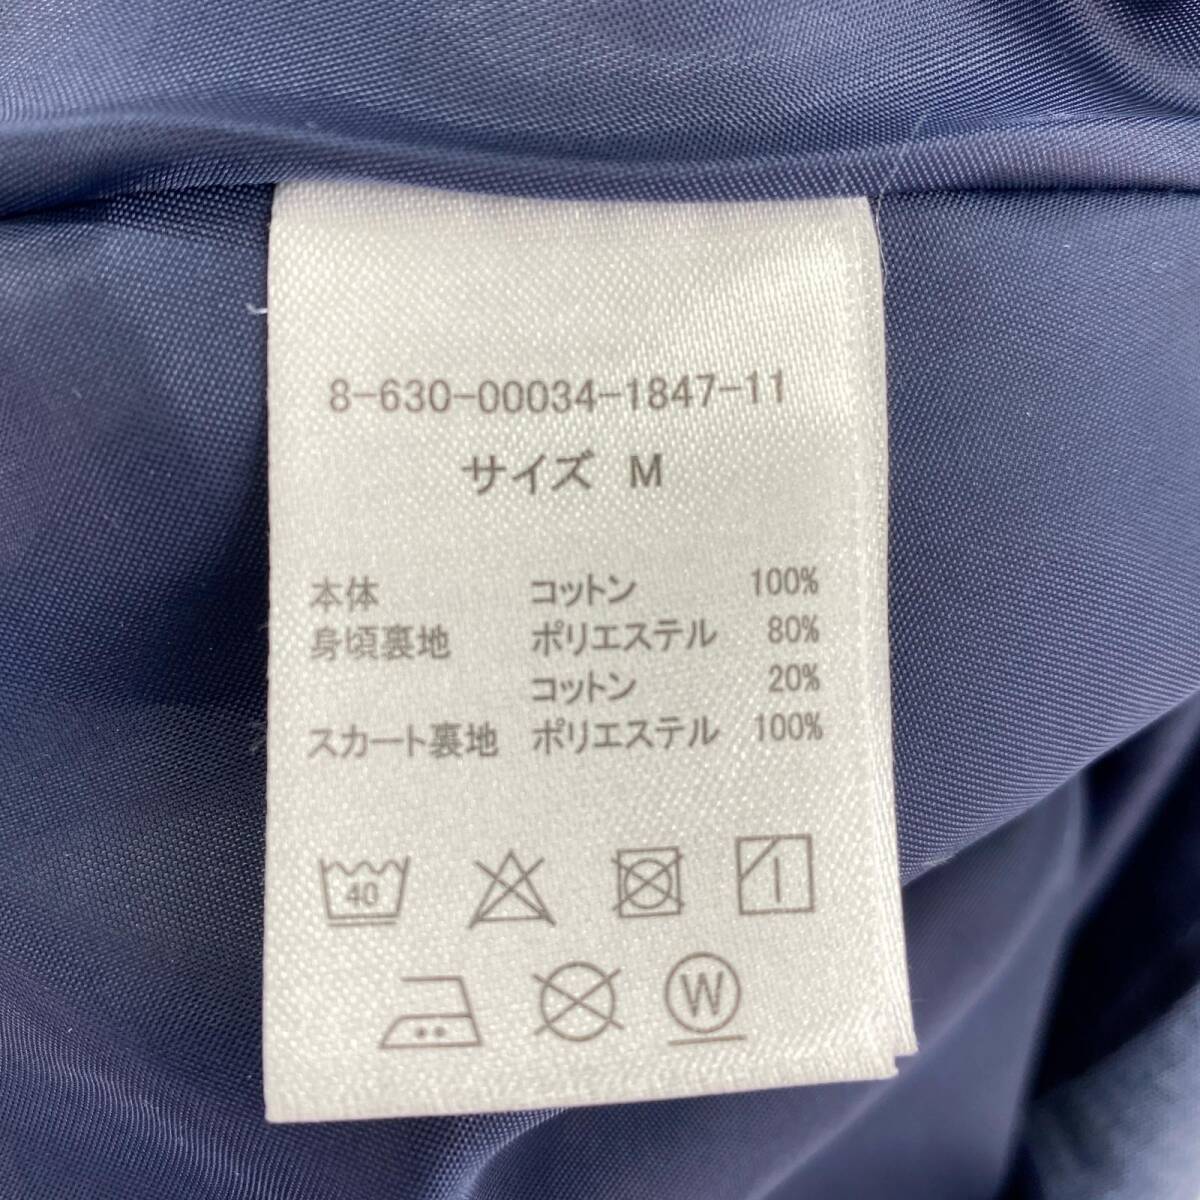 8-630-00034-1847-11
サイズ M
本体 コットン 100%
身頃裏地 ポリエステル 80%
コットン 20%
スカート裏地 ポリエステル 100%
40
W